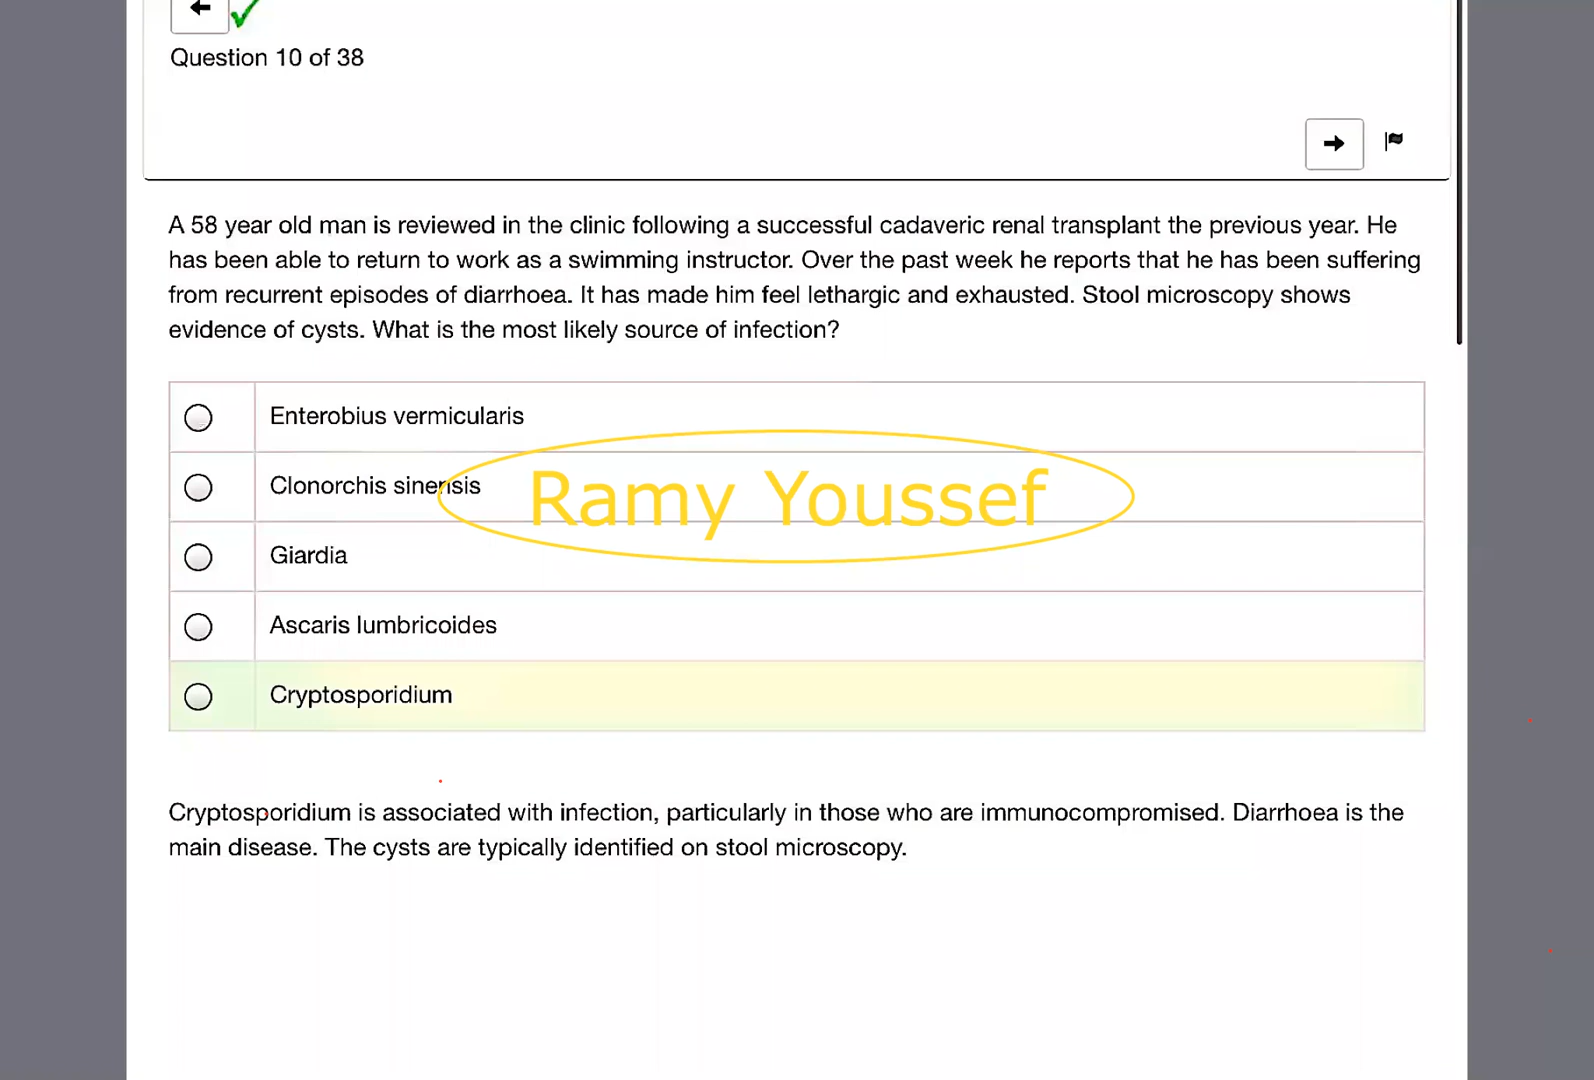 Question 10 of 38
A 58 year old man is reviewed in the clinic following a successful cadaveric renal transplant the previous year. He
has been able to return to work as a swimming instructor. Over the past week he reports that he has been suffering
from recurrent episodes of diarrhoea. It has made him feel lethargic and exhausted. Stool microscopy shows
evidence of cysts. What is the most likely source of infection?
Enterobius vermicularis
Clonorchis sinensis
Ramy Youssef
Giardia
Ascaris lumbricoides
Cryptosporidium
Cryptosporidium is associated with infection, particularly in those who are immunocompromised. Diarrhoea is the
main disease. The cysts are typically identified on stool microscopy.